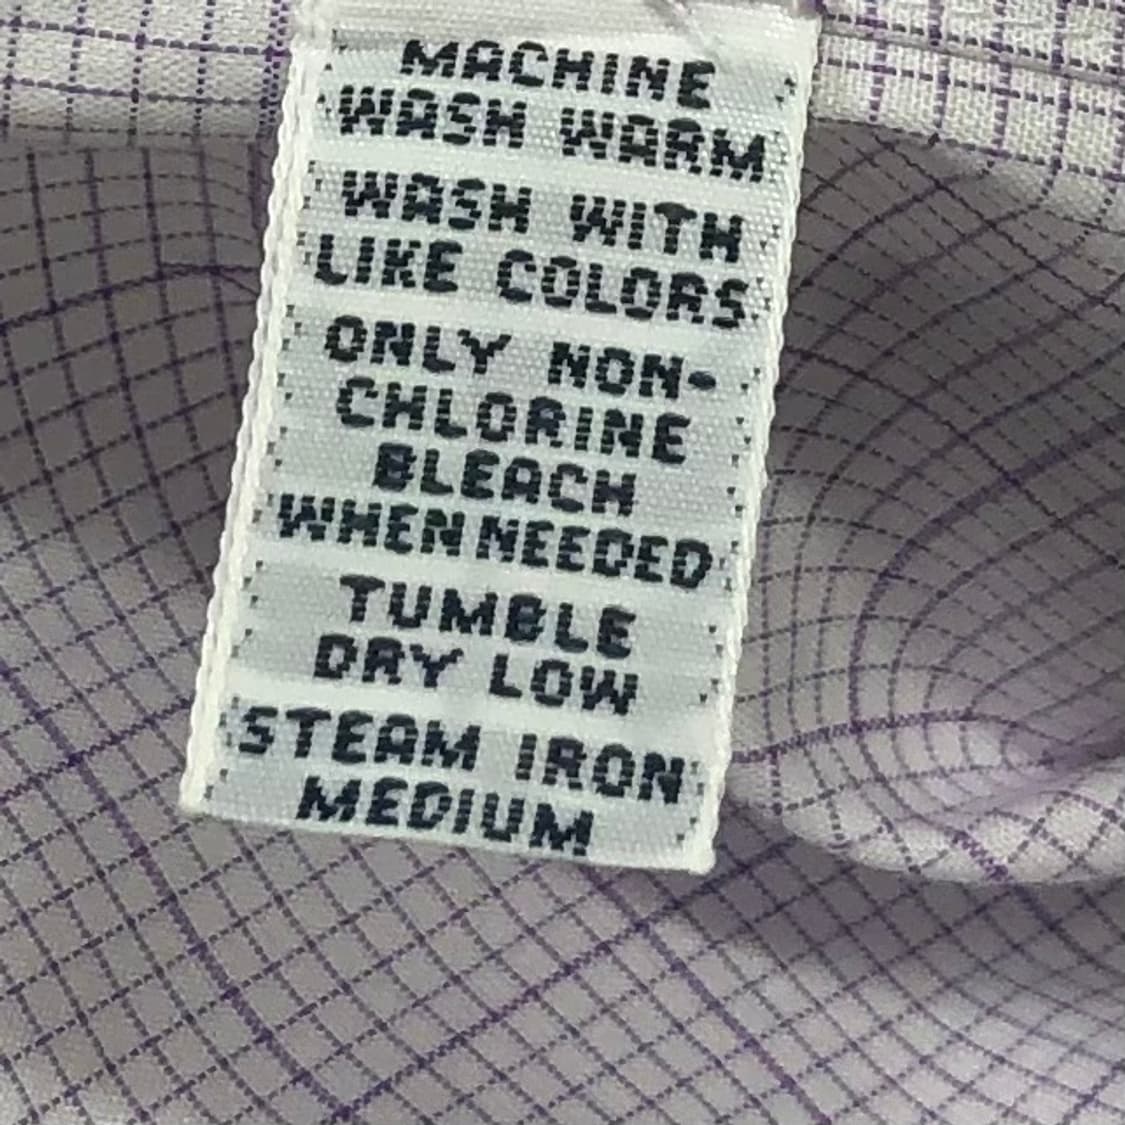 MACHINE
WASH WARM
WASH WITH
LIKE COLORS
ONLY NON-
CHLORINE
BLEACH
WHEN NEEDED
TUMBLE
DRY LOW
STEAM IRON
MEDIUM